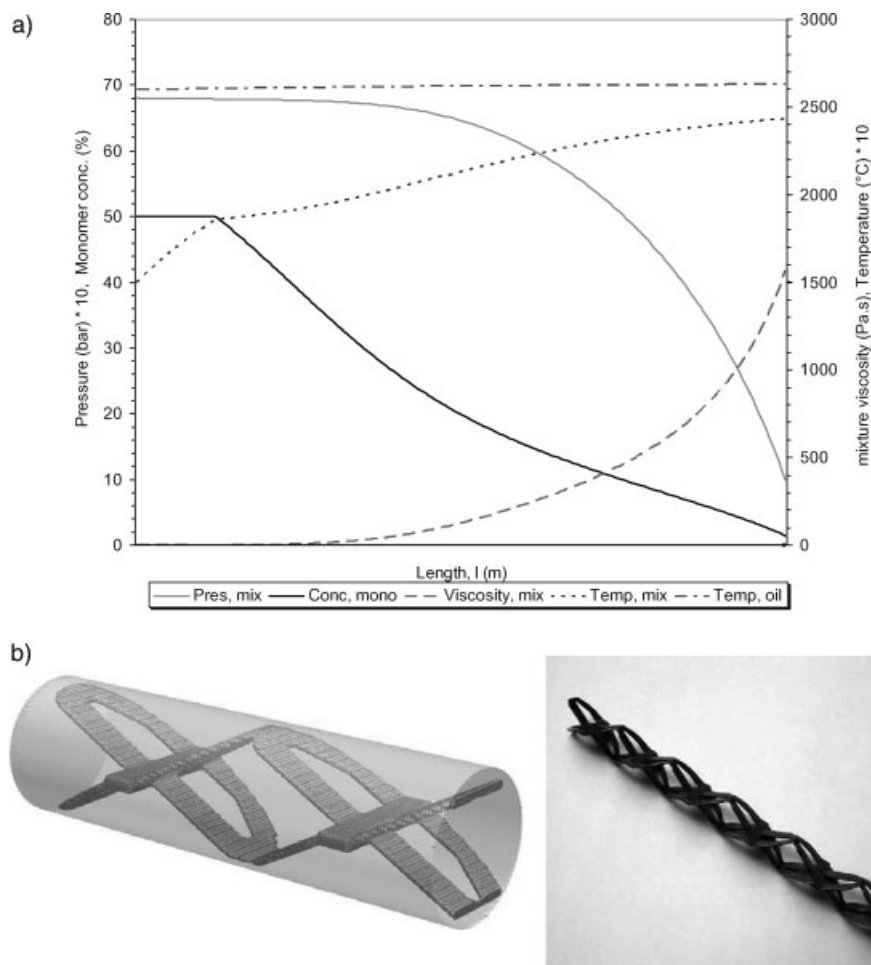 a)
80
70
60
50
40
30
20
10
0
Pressure (bar) * 10, Monomer conc. (%)
3000
2500
2000
1500
1000
500
0
mixture viscosity (Pa.s), Temperature (°C) * 10
Length, l (m)
Pres, mix Conc, mono Viscosity, mix Temp, mix Temp, oil
b)